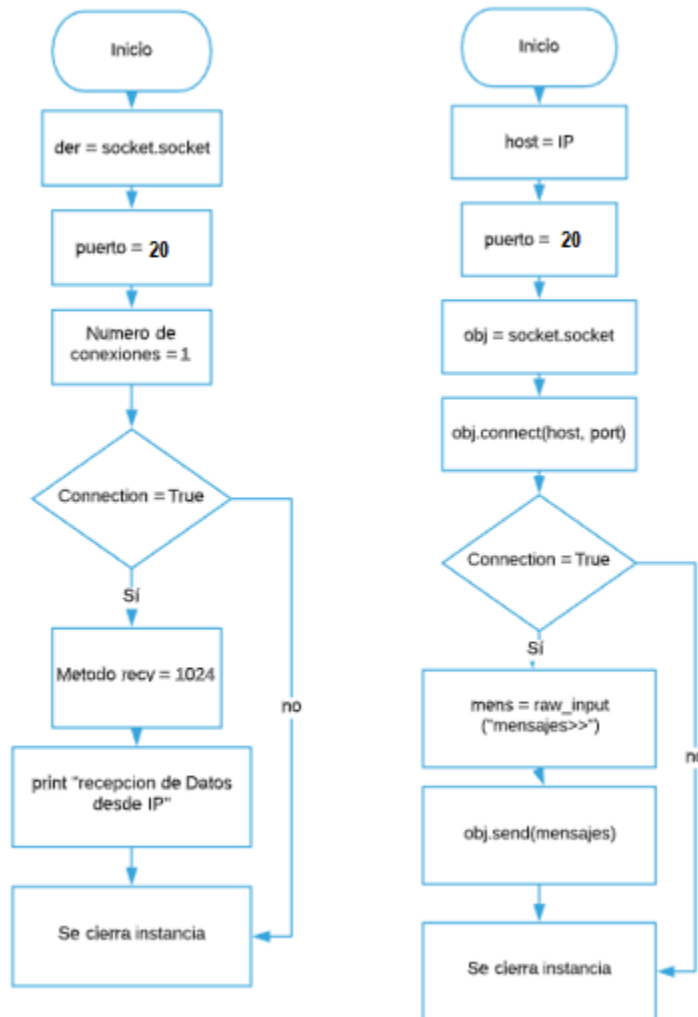 Inicio
der = socket.socket
puerto = 20
Numero de
conexiones = 1
Connection = True
Sí
Metodo recv = 1024
no
print "recepcion de Datos
desde IP"
Se cierra instancia
Inicio
host = IP
puerto = 20
obj = socket.socket
obj.connect(host, port)
Connection = True
Sí
mens = raw_input
("mensajes>>")
no
obj.send(mensajes)
Se cierra instancia